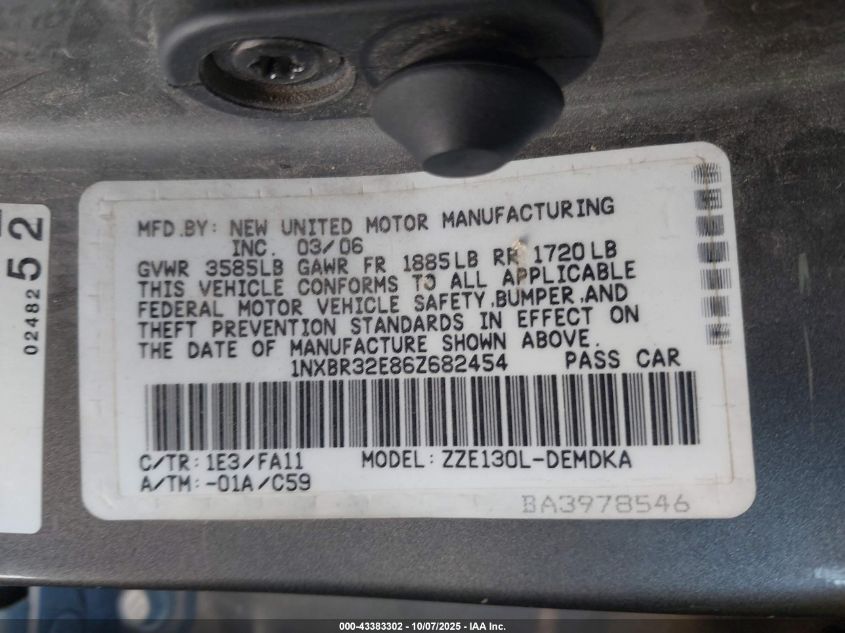 MFD.BY: NEW UNITED MOTOR MANUFACTURING
INC. 03/06
GVWR 3585LB GAWR FR 1885LB RR 1720LB
THIS VEHICLE CONFORMS TO ALL APPLICABLE
FEDERAL MOTOR VEHICLE SAFETY,BUMPER,AND
THEFT PREVENTION STANDARDS IN EFFECT ON
THE DATE OF MANUFACTURE SHOWN ABOVE.
1NXBR32E86Z682454 PASS CAR
C/TR: 1E3/FA11 MODEL: ZZE130L-DEMDKA
A/TM: -01A/C59
BA3978546
02482
52
000-43383302 • 10/07/2025 • IAA Inc.